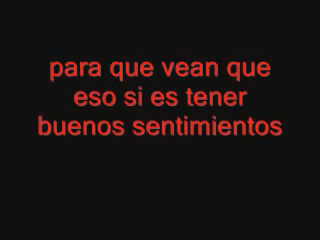 para que vean que
eso si es tener
buenos sentimientos